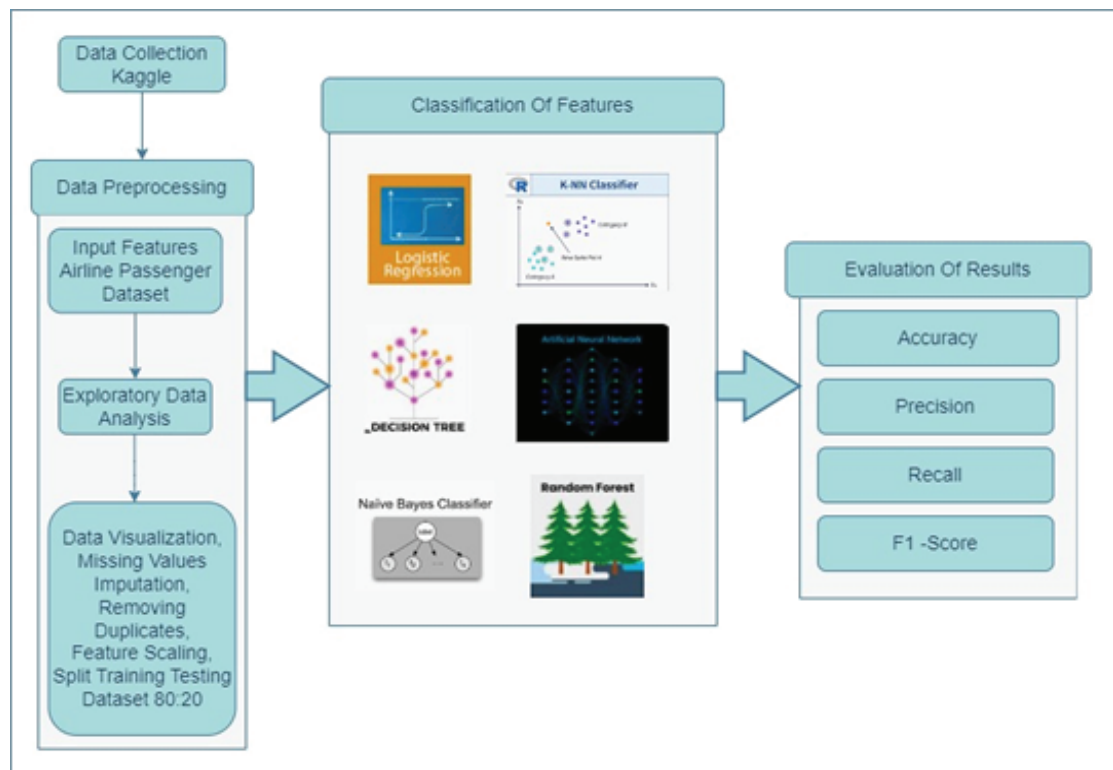 Data Collection
Kaggle
Data Preprocessing
Input Features
Airline Passenger
Dataset
Exploratory Data
Analysis
Data Visualization,
Missing Values
Imputation,
Removing
Duplicates,
Feature Scaling,
Split Training Testing
Dataset 80:20
Classification Of Features
Logistic
Regression
R
K-NN Classifier
Category A
DECISION TREE
Artificial Neural Network
Naïve Bayes Classifier
Random Forest
Evaluation Of Results
Accuracy
Precision
Recall
F1 -Score